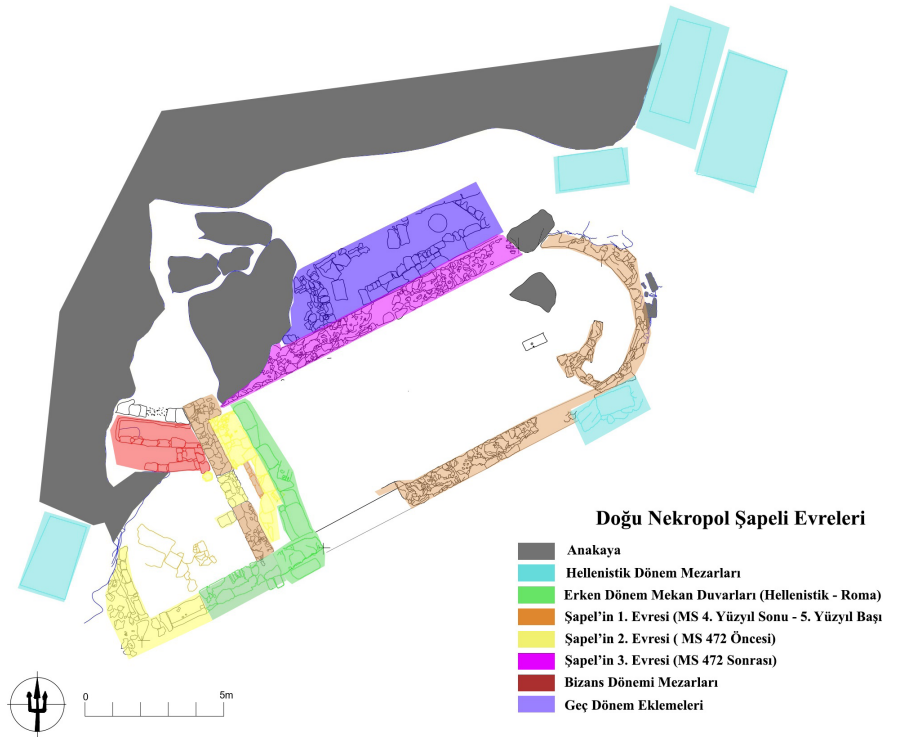 Doğu Nekropol Şapeli Evreleri
Anakaya
Hellenistik Dönem Mezarları
Erken Dönem Mekan Duvarları (Hellenistik - Roma)
Şapel'in 1. Evresi (MS 4. Yüzyıl Sonu - 5. Yüzyıl Başı
Şapel'in 2. Evresi ( MS 472 Öncesi)
Şapel'in 3. Evresi (MS 472 Sonrası)
Bizans Dönemi Mezarları
Geç Dönem Eklemeleri
0 5m